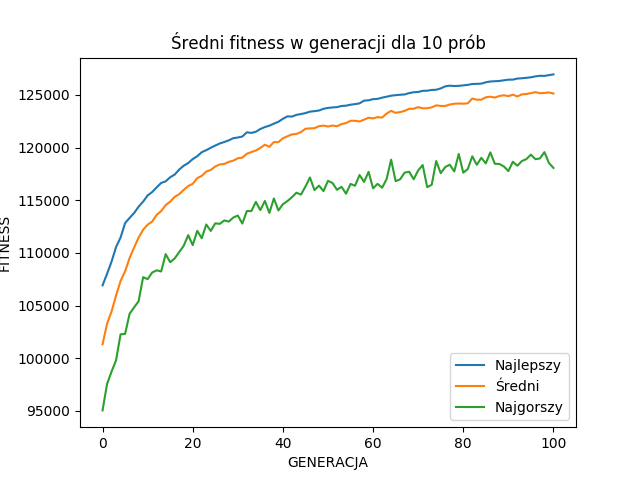 Średni fitness w generacji dla 10 prób
FITNESS
125000
120000
115000
110000
105000
100000
95000
0 20 40 60 80 100
GENERACJA
Najlepszy
Średni
Najgorszy